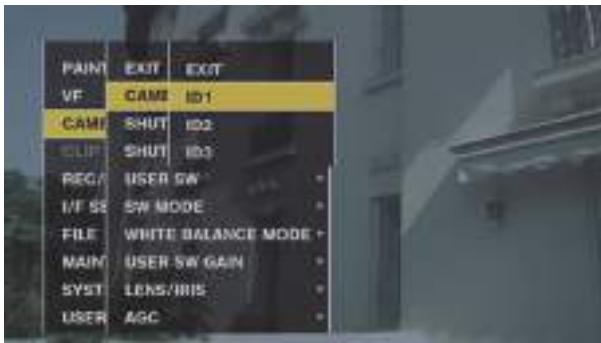 PAINT
VF
CAME
CLIP
REC/
I/F SE
FILE
MAIN
SYST
USER
EXIT
CAME
SHUT
SHUT
USER SW
SW MODE
WHITE BALANCE MODE
USER SW GAIN
LENS/IRIS
AGC
EXIT
ID1
ID2
ID3